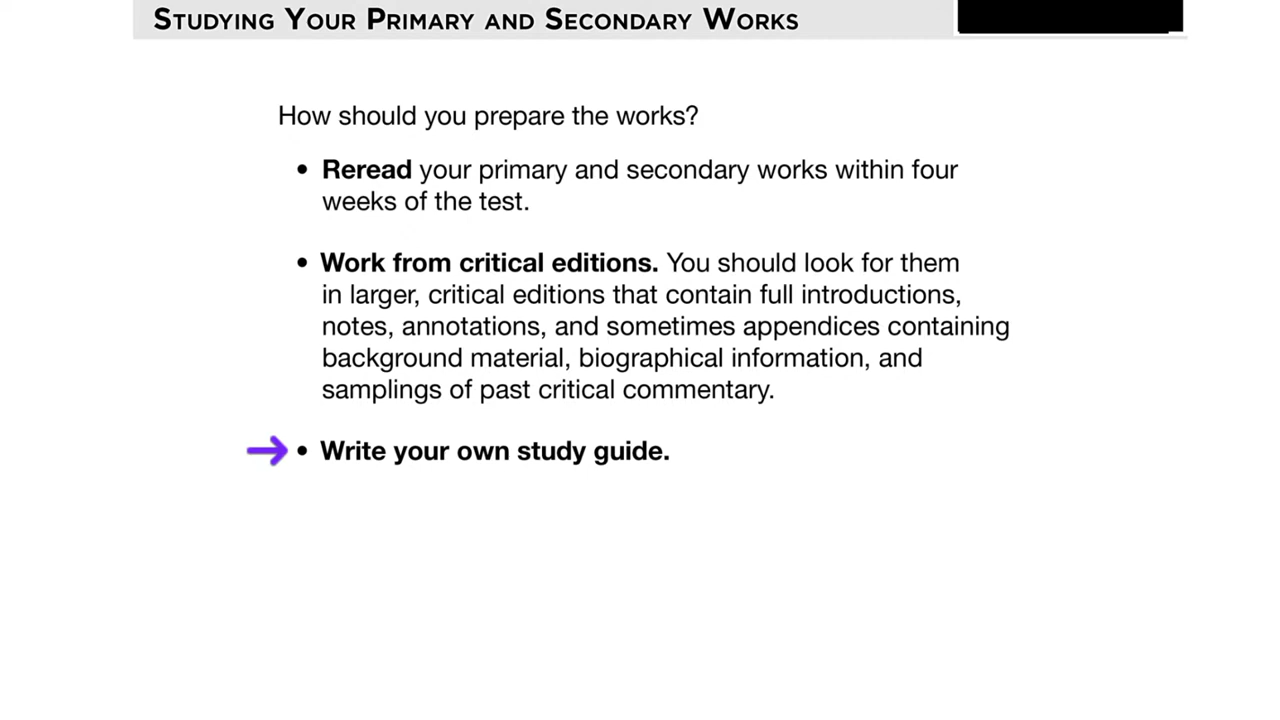 Studying Your Primary and Secondary Works
How should you prepare the works?
• Reread your primary and secondary works within four
weeks of the test.
• Work from critical editions. You should look for them
in larger, critical editions that contain full introductions,
notes, annotations, and sometimes appendices containing
background material, biographical information, and
samplings of past critical commentary.
• Write your own study guide.